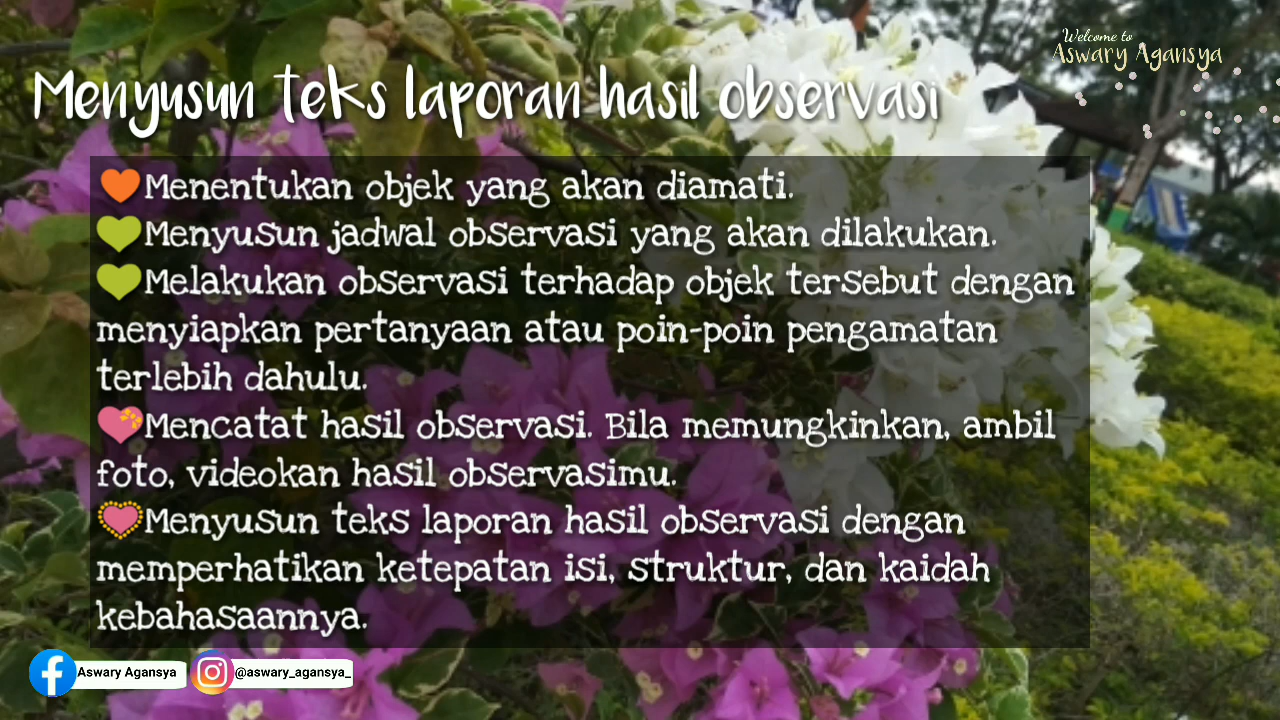 Welcome to
Aswary Agansya
Menyusun teks laporan hasil observasi
🧡Menentukan objek yang akan diamati.
💚Menyusun jadwal observasi yang akan dilakukan.
💚Melakukan observasi terhadap objek tersebut dengan
menyiapkan pertanyaan atau poin-poin pengamatan
terlebih dahulu.
💝Mencatat hasil observasi. Bila memungkinkan, ambil
foto, videokan hasil observasimu.
💟Menyusun teks laporan hasil observasi dengan
memperhatikan ketepatan isi, struktur, dan kaidah
kebahasaannya.
Aswary Agansya @aswary_agansya_